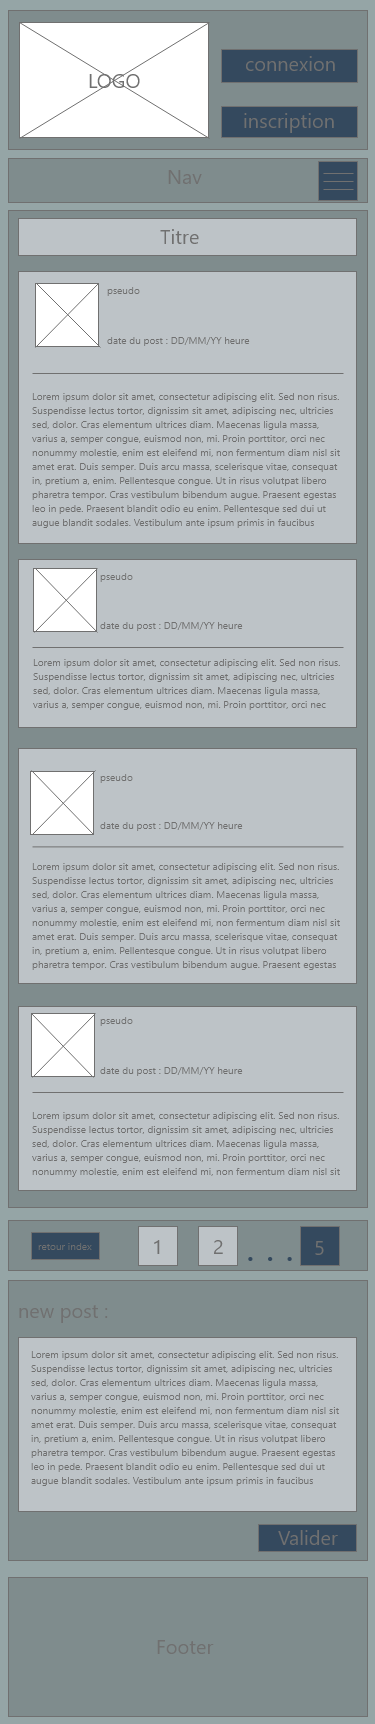 LOGO
connexion
inscription
Nav
Titre
pseudo
date du post : DD/MM/YY heure
Lorem ipsum dolor sit amet, consectetur adipiscing elit. Sed non risus.
Suspendisse lectus tortor, dignissim sit amet, adipiscing nec, ultricies
sed, dolor. Cras elementum ultrices diam. Maecenas ligula massa,
varius a, semper congue, euismod non, mi. Proin porttitor, orci nec
nonummy molestie, enim est eleifend mi, non fermentum diam nisl sit
amet erat. Duis semper. Duis arcu massa, scelerisque vitae, consequat
in, pretium a, enim. Pellentesque congue. Ut in risus volutpat libero
pharetra tempor. Cras vestibulum bibendum augue. Praesent egestas
leo in pede. Praesent blandit odio eu enim. Pellentesque sed dui ut
augue blandit sodales. Vestibulum ante ipsum primis in faucibus
pseudo
date du post : DD/MM/YY heure
Lorem ipsum dolor sit amet, consectetur adipiscing elit. Sed non risus.
Suspendisse lectus tortor, dignissim sit amet, adipiscing nec, ultricies
sed, dolor. Cras elementum ultrices diam. Maecenas ligula massa,
varius a, semper congue, euismod non, mi. Proin porttitor, orci nec
pseudo
date du post : DD/MM/YY heure
Lorem ipsum dolor sit amet, consectetur adipiscing elit. Sed non risus.
Suspendisse lectus tortor, dignissim sit amet, adipiscing nec, ultricies
sed, dolor. Cras elementum ultrices diam. Maecenas ligula massa,
varius a, semper congue, euismod non, mi. Proin porttitor, orci nec
nonummy molestie, enim est eleifend mi, non fermentum diam nisl sit
amet erat. Duis semper. Duis arcu massa, scelerisque vitae, consequat
in, pretium a, enim. Pellentesque congue. Ut in risus volutpat libero
pharetra tempor. Cras vestibulum bibendum augue. Praesent egestas
pseudo
date du post : DD/MM/YY heure
Lorem ipsum dolor sit amet, consectetur adipiscing elit. Sed non risus.
Suspendisse lectus tortor, dignissim sit amet, adipiscing nec, ultricies
sed, dolor. Cras elementum ultrices diam. Maecenas ligula massa,
varius a, semper congue, euismod non, mi. Proin porttitor, orci nec
nonummy molestie, enim est eleifend mi, non fermentum diam nisl sit
retour index 1 2 . . . 5
new post :
Lorem ipsum dolor sit amet, consectetur adipiscing elit. Sed non risus.
Suspendisse lectus tortor, dignissim sit amet, adipiscing nec, ultricies
sed, dolor. Cras elementum ultrices diam. Maecenas ligula massa,
varius a, semper congue, euismod non, mi. Proin porttitor, orci nec
nonummy molestie, enim est eleifend mi, non fermentum diam nisl sit
amet erat. Duis semper. Duis arcu massa, scelerisque vitae, consequat
in, pretium a, enim. Pellentesque congue. Ut in risus volutpat libero
pharetra tempor. Cras vestibulum bibendum augue. Praesent egestas
leo in pede. Praesent blandit odio eu enim. Pellentesque sed dui ut
augue blandit sodales. Vestibulum ante ipsum primis in faucibus
Valider
Footer